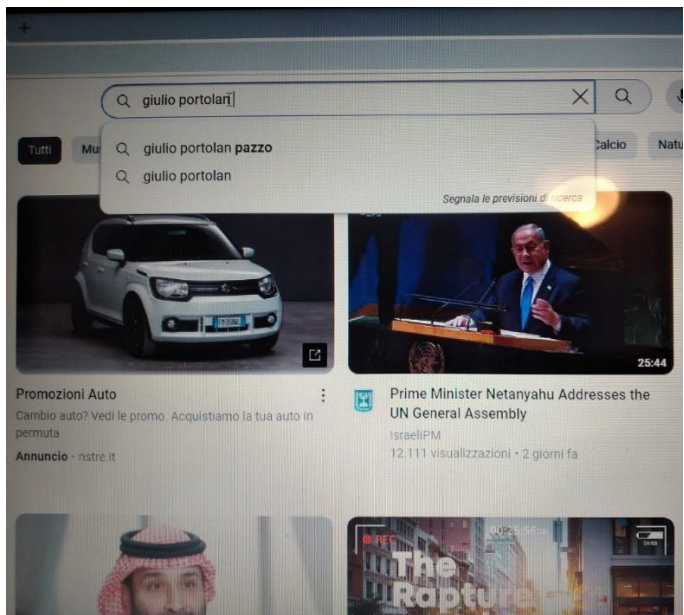 +
giulio portolan
Tutti
giulio portolan pazzo
giulio portolan
Calcio
Segnala le previsioni di ricerca
25:44
Promozioni Auto
Cambio auto? Vedi le promo. Acquistiamo la tua auto in
permuta
Annuncio · nstre.it
Prime Minister Netanyahu Addresses the
UN General Assembly
IsraeliPM
12.111 visualizzazioni · 2 giorni fa
REC
The
Rapture